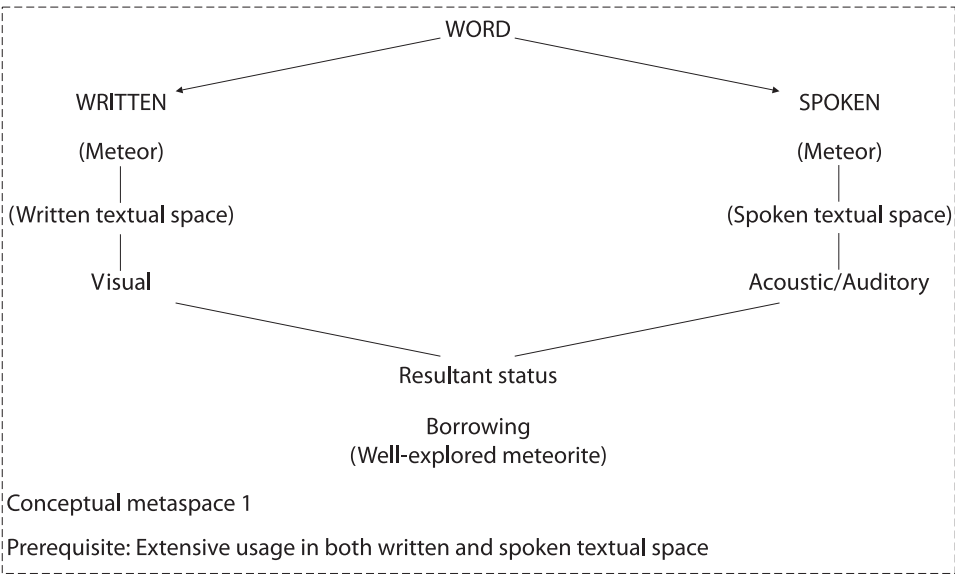 WORD
WRITTEN
SPOKEN
(Meteor)
(Meteor)
(Written textual space)
(Spoken textual space)
Visual
Acoustic/Auditory
Resultant status
Borrowing
(Well-explored meteorite)
Conceptual metaspace 1
Prerequisite: Extensive usage in both written and spoken textual space